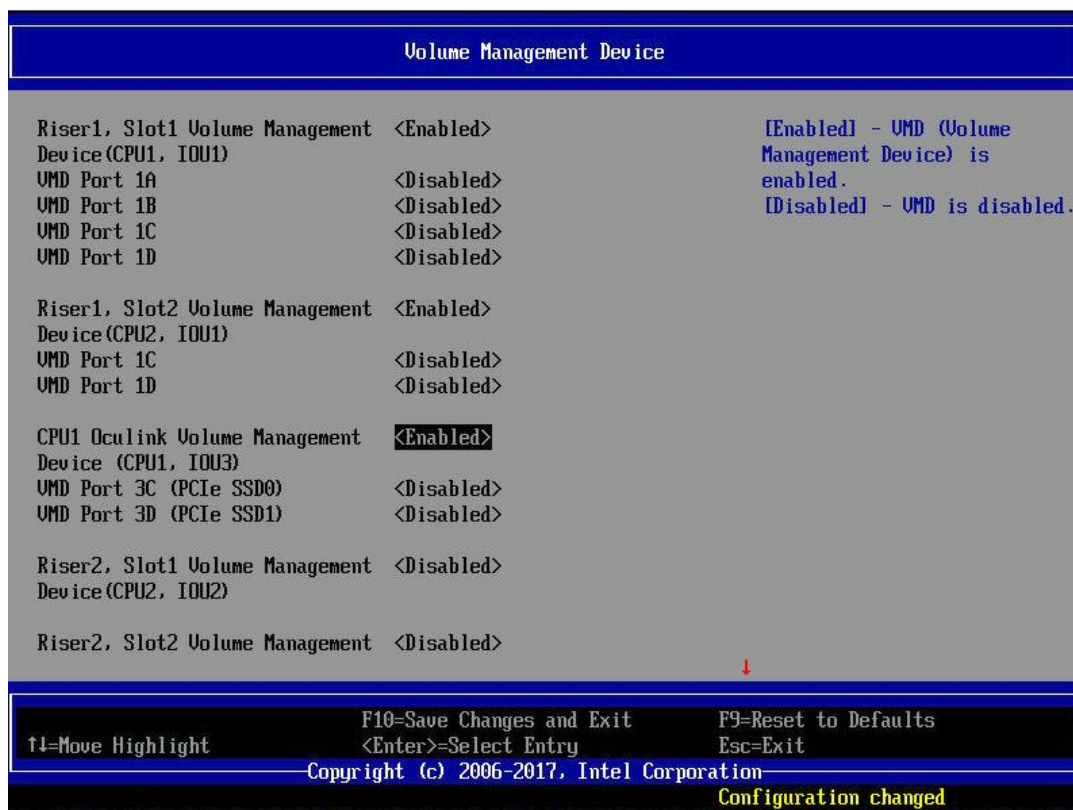 Volume Management Device
Riser1, Slot1 Volume Management <Enabled>
Device(CPU1, IOU1)
VMD Port 1A <Disabled>
VMD Port 1B <Disabled>
VMD Port 1C <Disabled>
VMD Port 1D <Disabled>
Riser1, Slot2 Volume Management <Enabled>
Device(CPU2, IOU1)
VMD Port 1C <Disabled>
VMD Port 1D <Disabled>
CPU1 Oculink Volume Management <Enabled>
Device (CPU1, IOU3)
VMD Port 3C (PCIe SSD0) <Disabled>
VMD Port 3D (PCIe SSD1) <Disabled>
Riser2, Slot1 Volume Management <Disabled>
Device(CPU2, IOU2)
Riser2, Slot2 Volume Management <Disabled>
[Enabled] - VMD (Volume
Management Device) is
enabled.
[Disabled] - VMD is disabled.
↓
F10=Save Changes and Exit F9=Reset to Defaults
↑↓=Move Highlight <Enter>=Select Entry Esc=Exit
Copyright (c) 2006-2017, Intel Corporation
Configuration changed